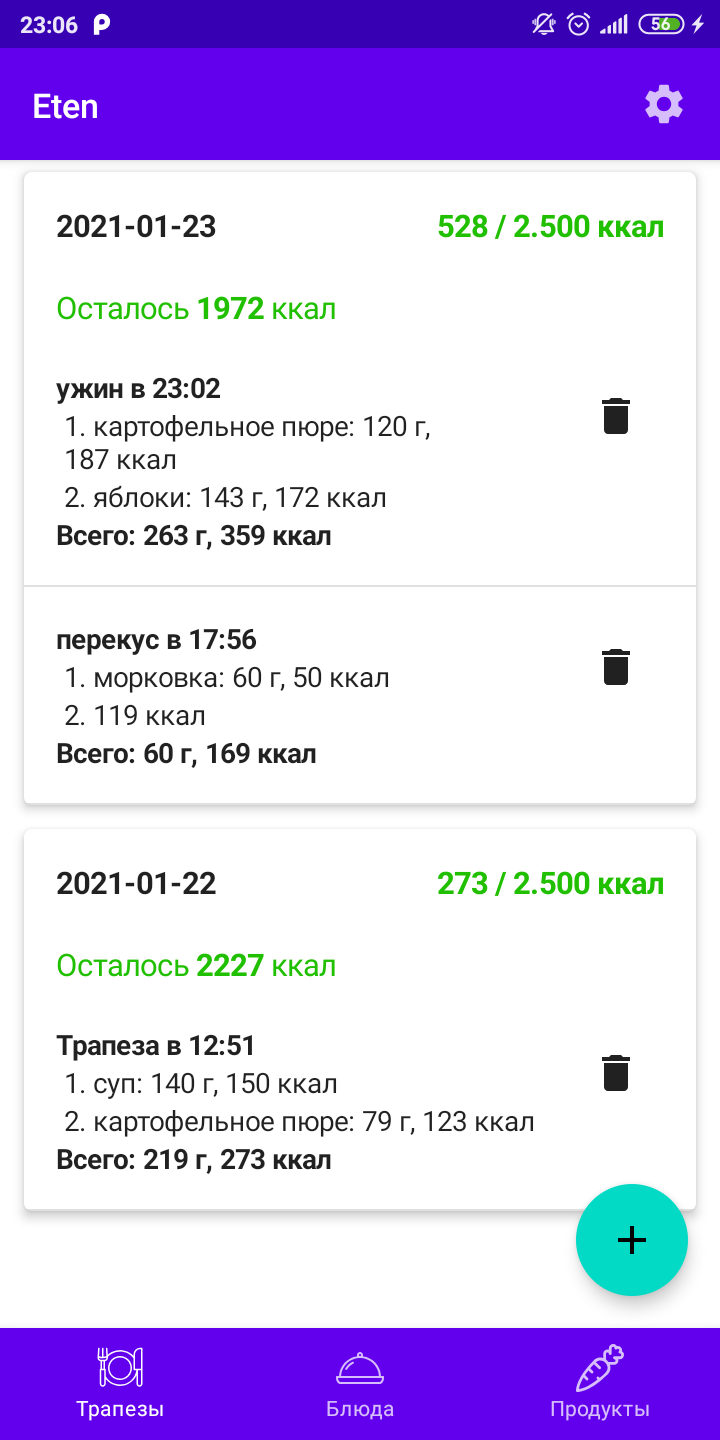 23:06
56
Eten
2021-01-23 528 / 2.500 ккал
Осталось 1972 ккал
ужин в 23:02
1. картофельное пюре: 120 г,
187 ккал
2. яблоки: 143 г, 172 ккал
Всего: 263 г, 359 ккал
перекус в 17:56
1. морковка: 60 г, 50 ккал
2. 119 ккал
Всего: 60 г, 169 ккал
2021-01-22 273 / 2.500 ккал
Осталось 2227 ккал
Трапеза в 12:51
1. суп: 140 г, 150 ккал
2. картофельное пюре: 79 г, 123 ккал
Всего: 219 г, 273 ккал
Трапезы Блюда Продукты